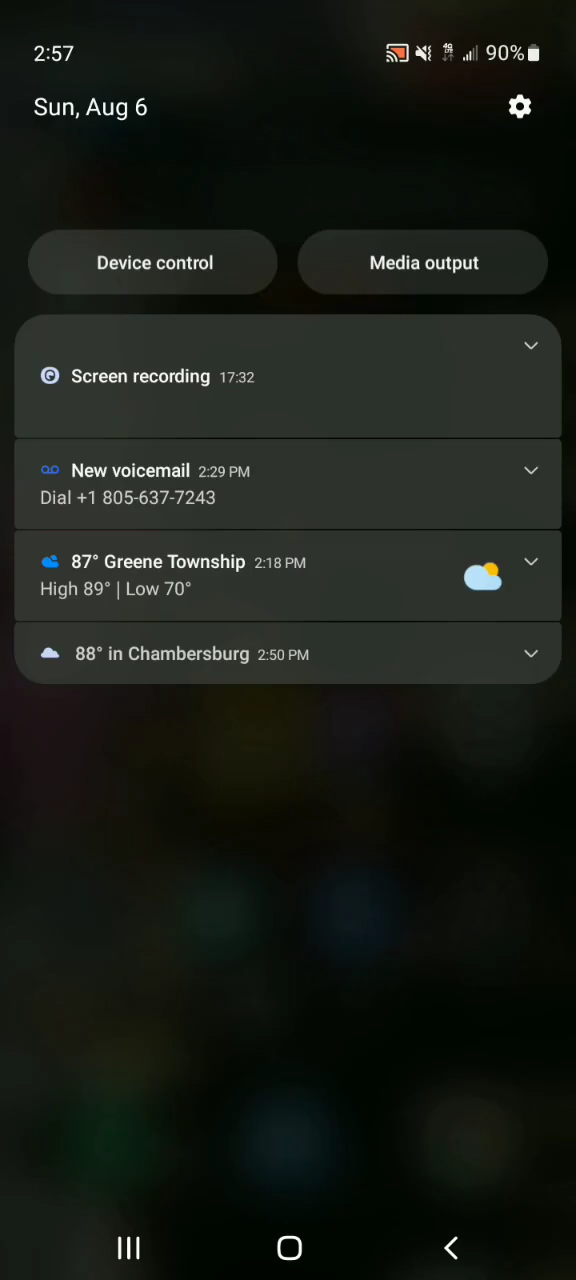 2:57 90%
Sun, Aug 6
Device control Media output
Screen recording 17:32
New voicemail 2:29 PM
Dial +1 805-637-7243
87° Greene Township 2:18 PM
High 89° | Low 70°
88° in Chambersburg 2:50 PM